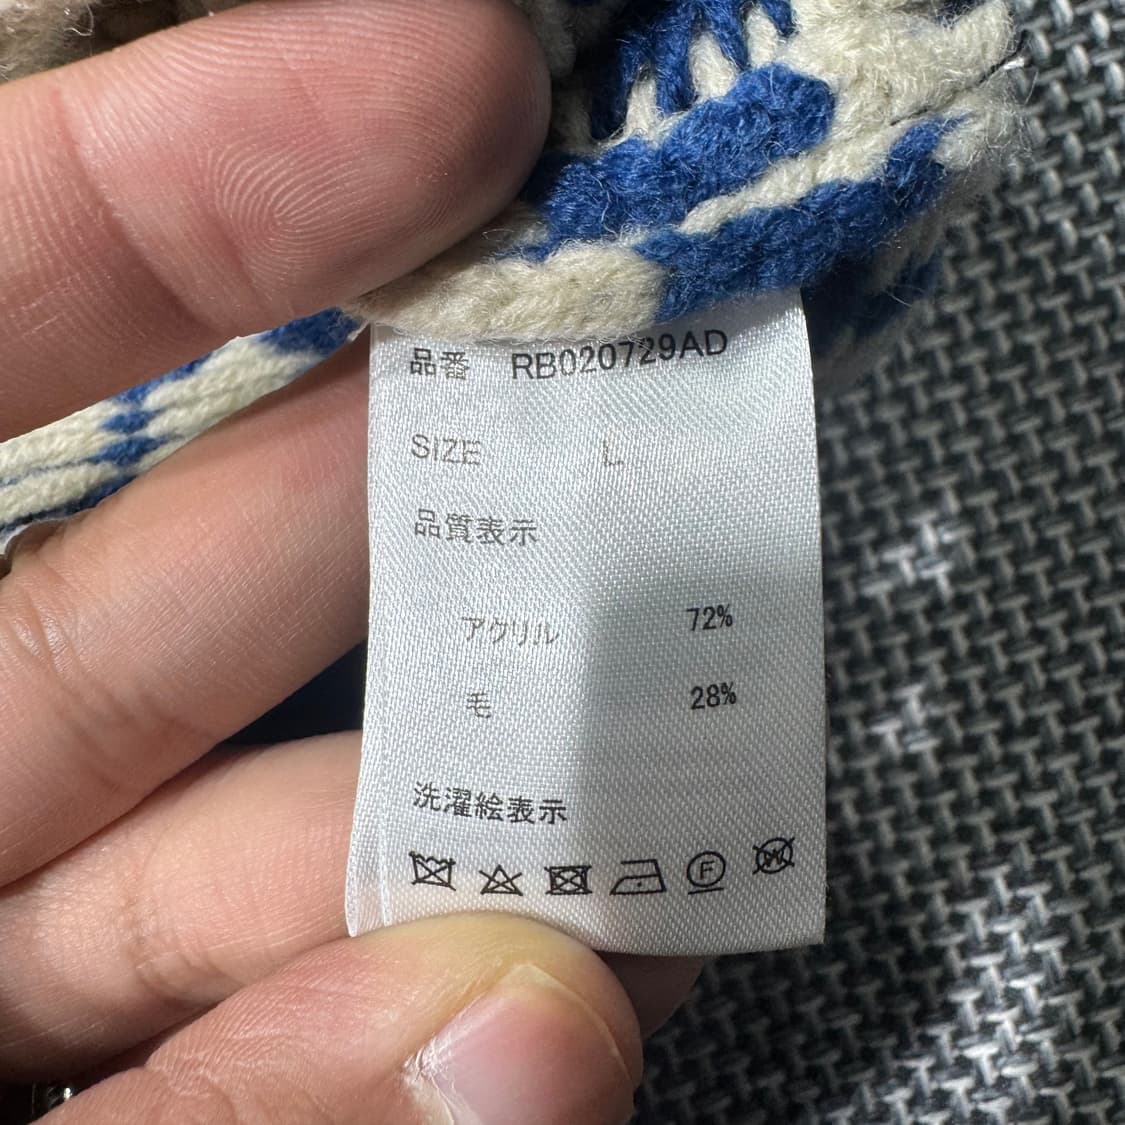 品番 RB020729AD
SIZE L
品質表示
アクリル 72%
毛 28%
洗濯絵表示
F W